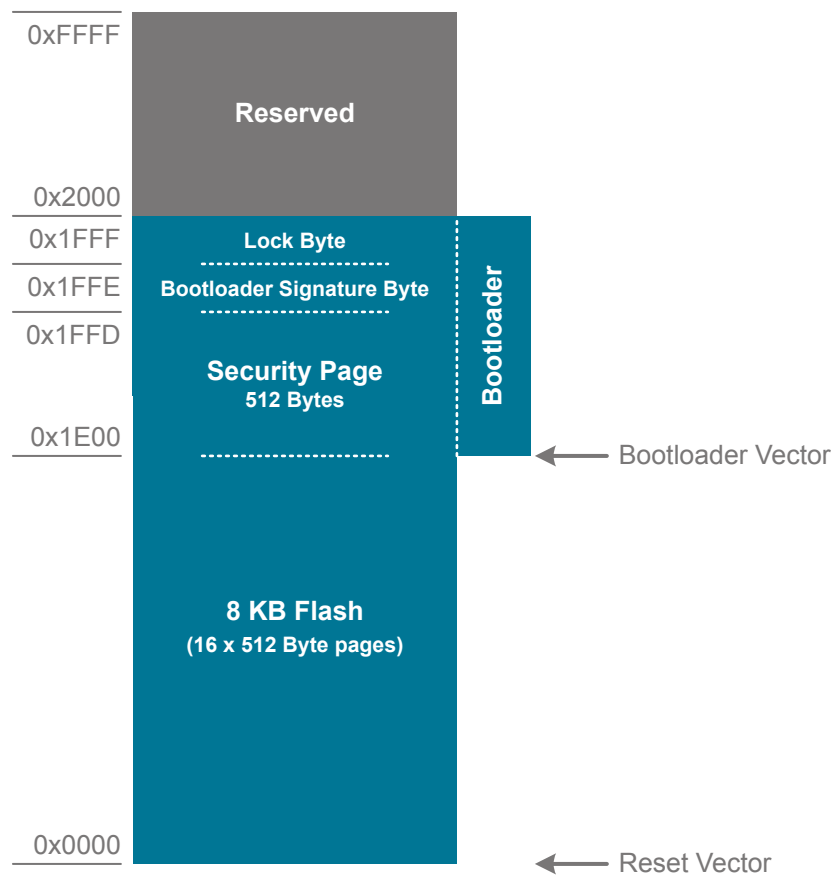 0xFFFF
Reserved
0x2000
0x1FFF
Lock Byte
0x1FFE
Bootloader Signature Byte
0x1FFD
Security Page
512 Bytes
Bootloader
0x1E00
Bootloader Vector
8 KB Flash
(16 x 512 Byte pages)
0x0000
Reset Vector